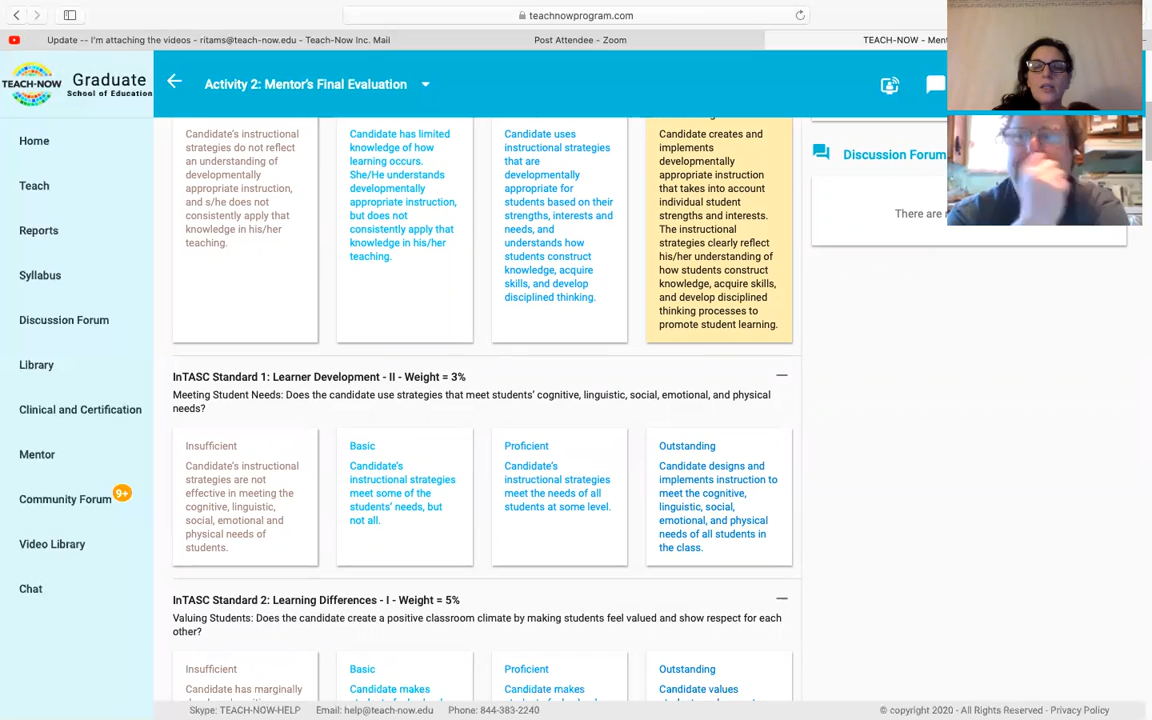 teachnowprogram.com
Update -- I'm attaching the videos - ritams@teach-now.edu - Teach-Now Inc. Mail
Post Attendee - Zoom
TEACH-NOW - Ment
TEACH-NOW
Graduate
School of Education
Activity 2: Mentor's Final Evaluation
Home
Teach
Reports
Syllabus
Discussion Forum
Library
Clinical and Certification
Mentor
Community Forum
9+
Video Library
Chat
Candidate's instructional
strategies do not reflect
an understanding of
developmentally
appropriate instruction,
and s/he does not
consistently apply that
knowledge in his/her
teaching.
Candidate has limited
knowledge of how
learning occurs.
She/He understands
developmentally
appropriate instruction,
but does not
consistently apply that
knowledge in his/her
teaching.
Candidate uses
instructional strategies
that are
developmentally
appropriate for
students based on their
strengths, interests and
needs, and
understands how
students construct
knowledge, acquire
skills, and develop
disciplined thinking.
Candidate creates and
implements
developmentally
appropriate instruction
that takes into account
individual student
strengths and interests.
The instructional
strategies clearly reflect
his/her understanding of
how students construct
knowledge, acquire skills,
and develop disciplined
thinking processes to
promote student learning.
Discussion Forum
There are
InTASC Standard 1: Learner Development - II - Weight = 3%
Meeting Student Needs: Does the candidate use strategies that meet students' cognitive, linguistic, social, emotional, and physical
needs?
Insufficient
Candidate's instructional
strategies are not
effective in meeting the
cognitive, linguistic,
social, emotional and
physical needs of
students.
Basic
Candidate's
instructional strategies
meet some of the
students' needs, but
not all.
Proficient
Candidate's
instructional strategies
meet the needs of all
students at some level.
Outstanding
Candidate designs and
implements instruction to
meet the cognitive,
linguistic, social,
emotional, and physical
needs of all students in
the class.
InTASC Standard 2: Learning Differences - I - Weight = 5%
Valuing Students: Does the candidate create a positive classroom climate by making students feel valued and show respect for each
other?
Insufficient
Candidate has marginally
Basic
Candidate makes
Proficient
Candidate makes
Outstanding
Candidate values
Skype: TEACH-NOW-HELP Email: help@teach-now.edu Phone: 844-383-2240
© copyright 2020 - All Rights Reserved - Privacy Policy